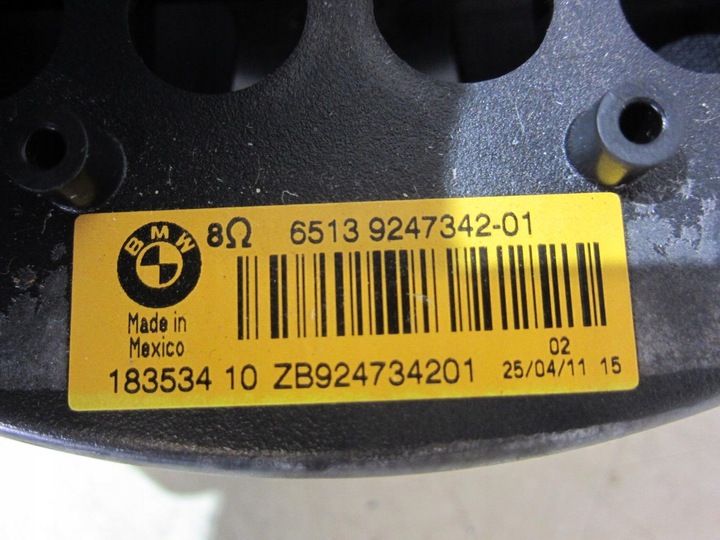 BMW
8Ω 6513 9247342-01
Made in
Mexico
02
183534 10 ZB924734201 25/04/11 15